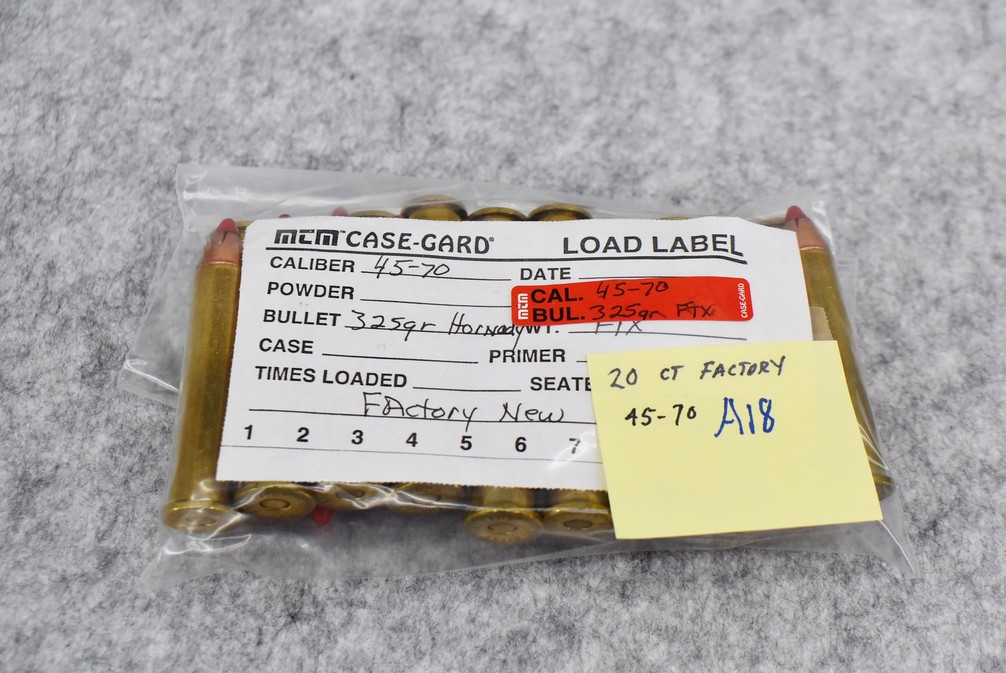 MTM™ CASE-GARD® LOAD LABEL
CALIBER 45-70 DATE
POWDER
BULLET 325gr Hornady WT. FTX
CASE PRIMER
TIMES LOADED SEATE
Factory New
1 2 3 4 5 6 7
MTM CAL. 45-70 CASE-GARD
BUL. 325gr FTX
20 CT FACTORY
45-70 A18